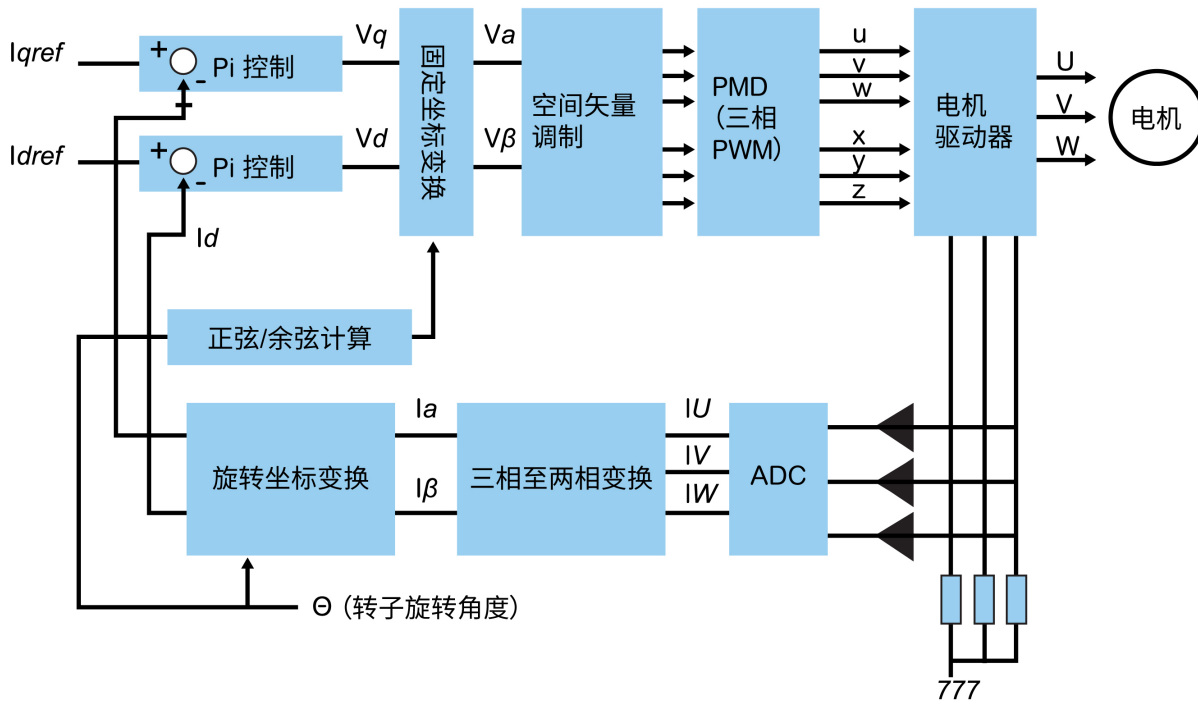 Iqref
+
-
Pi 控制
Vq
固定坐标变换
Va
空间矢量
调制
PMD
(三相
PWM)
u
v
w
x
y
z
电机
驱动器
U
V
W
电机
Idref
+
-
Pi 控制
Vd
Vβ
Id
正弦/余弦计算
旋转坐标变换
Ia
Iβ
三相至两相变换
IU
IV
IW
ADC
Θ (转子旋转角度)
777